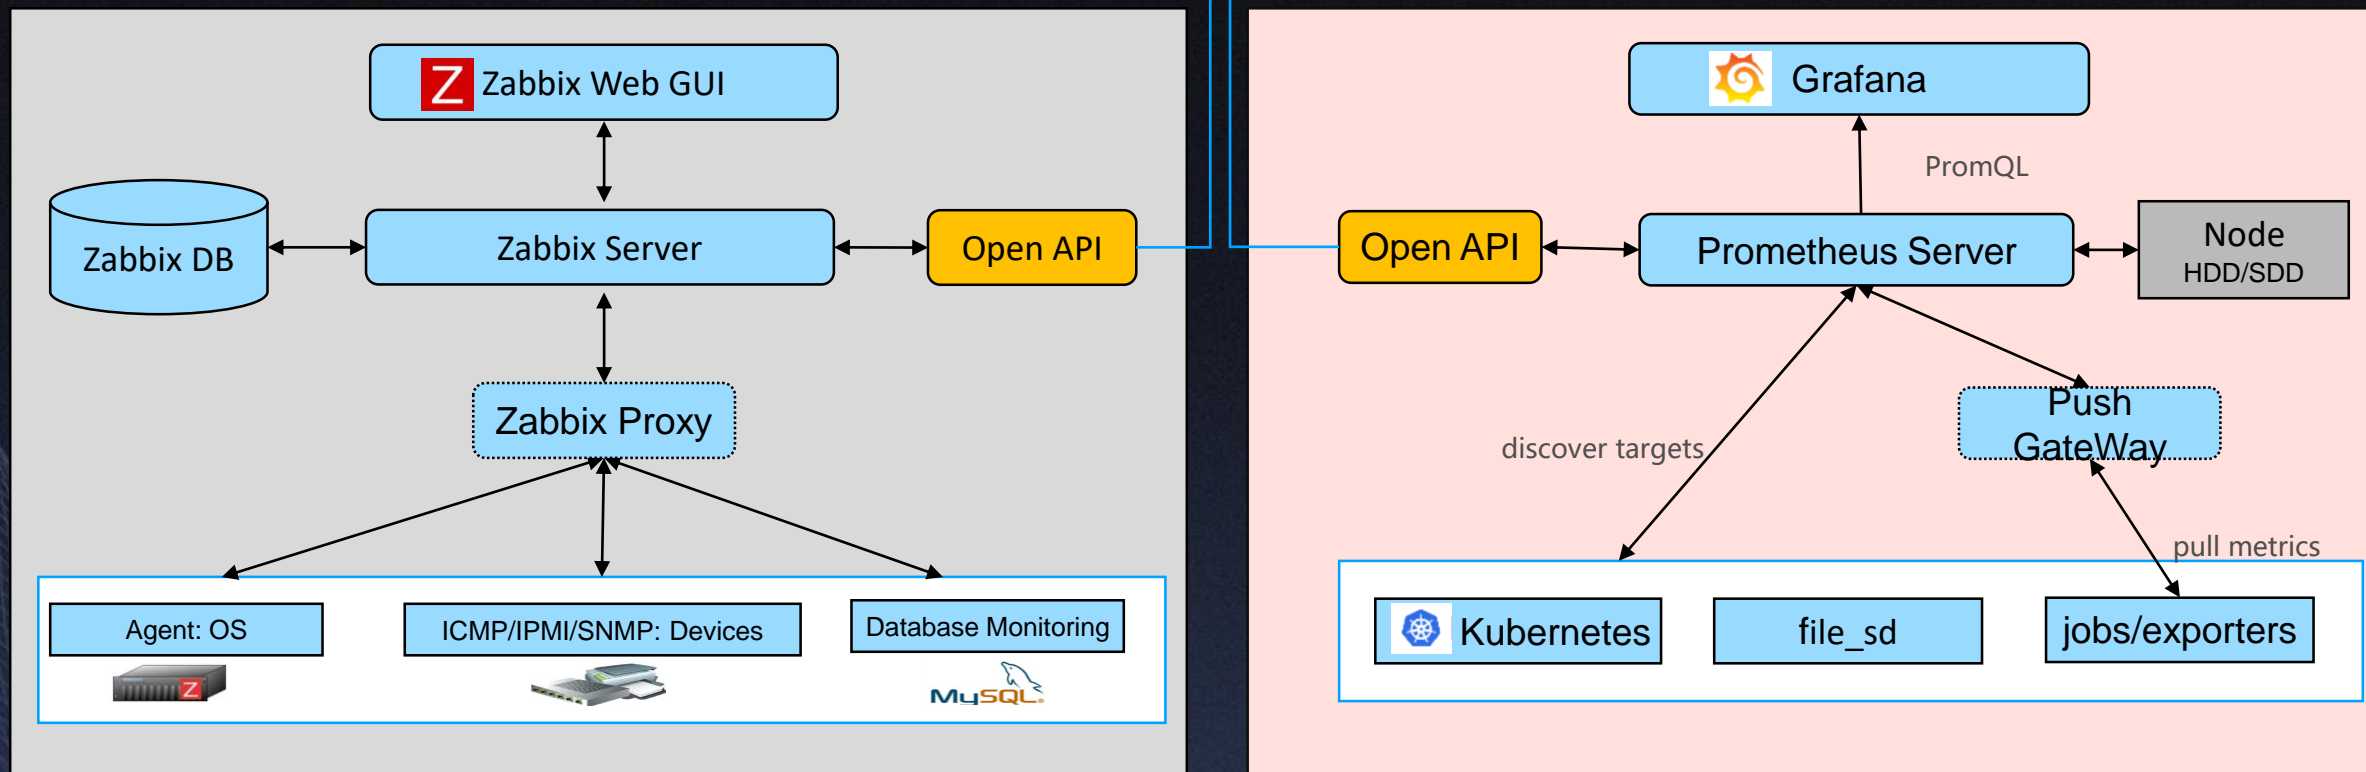 Z Zabbix Web GUI
Zabbix DB
Zabbix Server
Open API
Zabbix Proxy
Agent: OS
ICMP/IPMI/SNMP: Devices
Database Monitoring
Z
MySQL
Grafana
PromQL
Open API
Prometheus Server
Node
HDD/SDD
Push
GateWay
discover targets
pull metrics
Kubernetes
file_sd
jobs/exporters